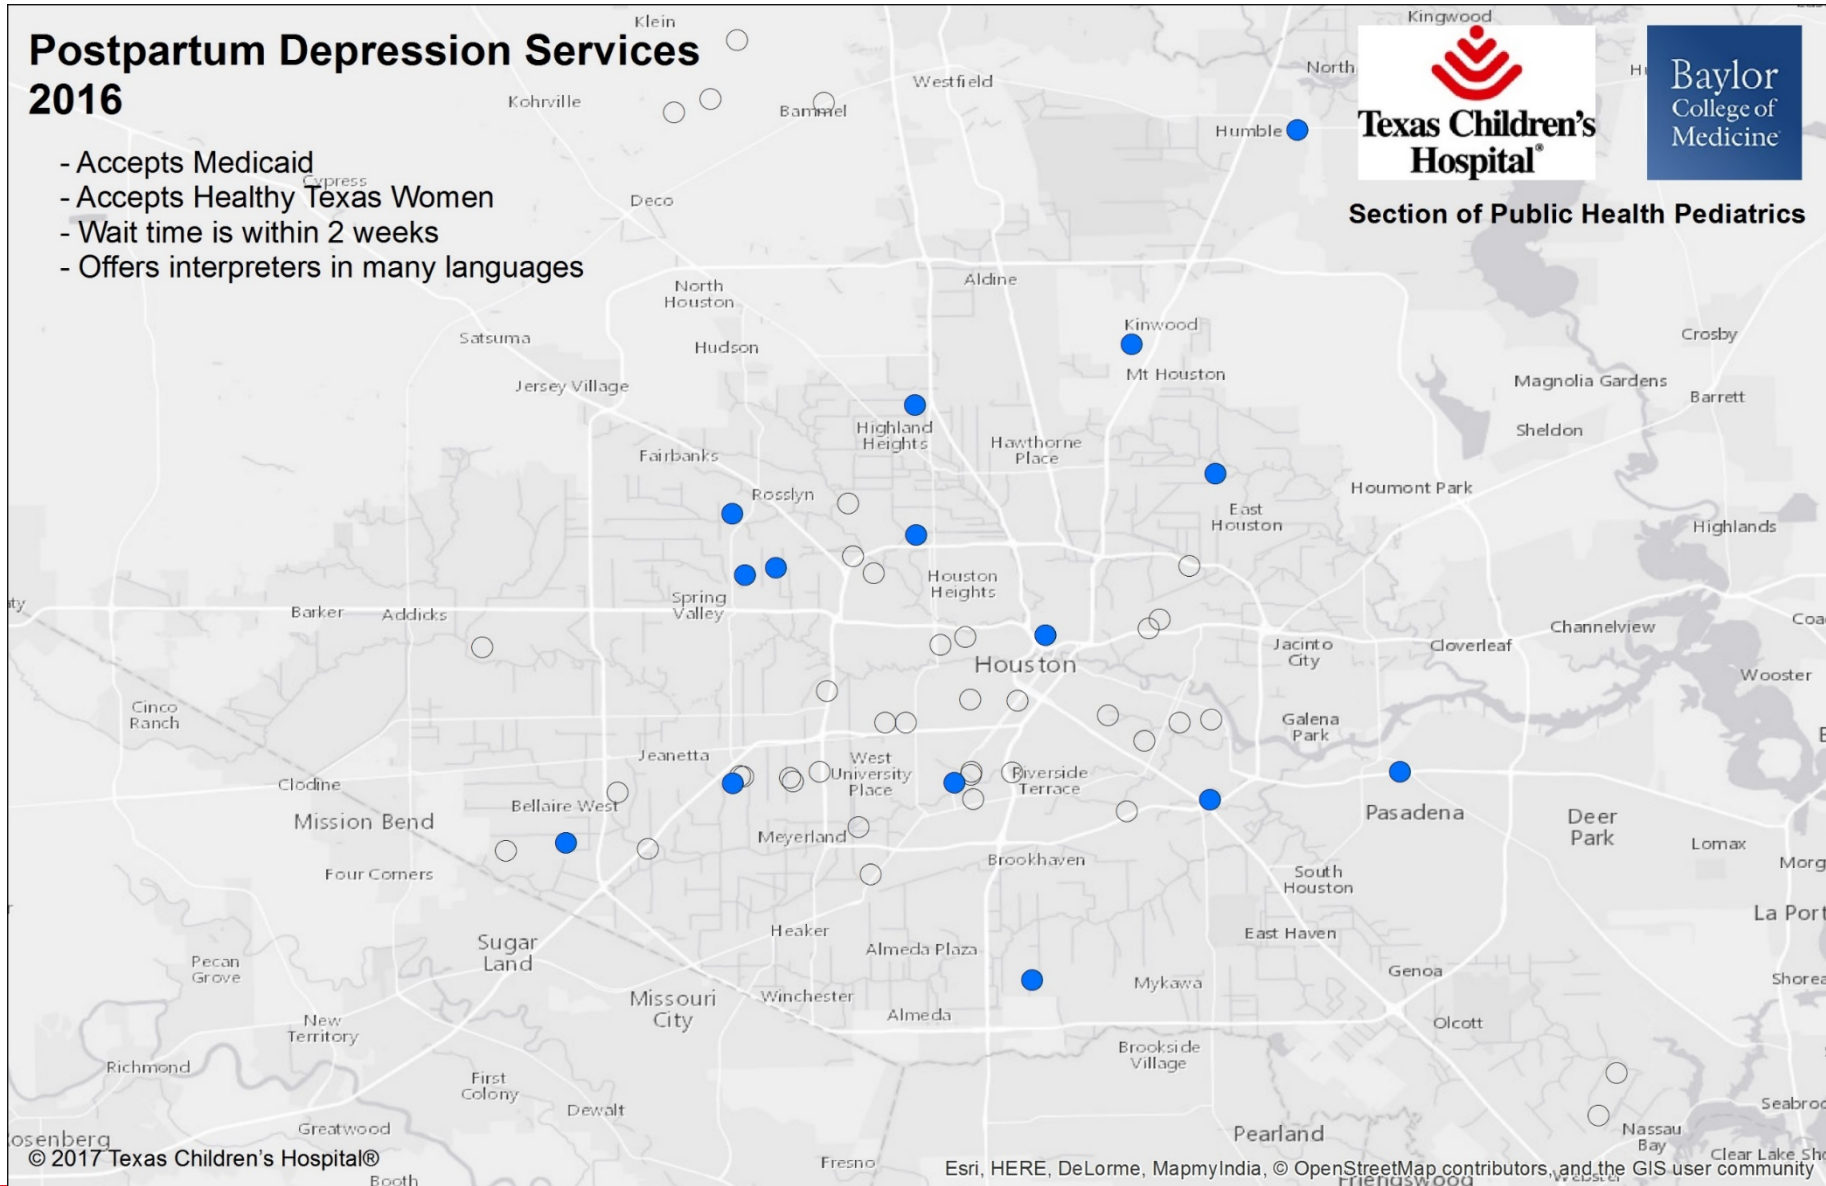 Postpartum Depression Services
2016
- Accepts Medicaid
- Accepts Healthy Texas Women
- Wait time is within 2 weeks
- Offers interpreters in many languages
Texas Children's
Hospital®
Baylor
College of
Medicine
Section of Public Health Pediatrics
Klein
Kingwood
Westfield
North
Kohrville
Bammel
Humble
Cypress
Deco
Aldine
North
Houston
Kinwood
Satsuma
Hudson
Crosby
Mt Houston
Jersey Village
Magnolia Gardens
Barrett
Highland
Heights
Hawthorne
Place
Sheldon
Fairbanks
Rosslyn
Houmont Park
East
Houston
Highlands
Houston
Heights
Spring
Valley
Barker
Addicks
Channelview
Jacinto
City
Cloverleaf
Houston
Wooster
Cinco
Ranch
Galena
Park
Jeanetta
West
University
Place
Riverside
Terrace
Clodine
Bellaire West
Mission Bend
Meyerland
Pasadena
Deer
Park
Lomax
Brookhaven
Four Corners
South
Houston
La Port
Heaker
East Haven
Sugar
Land
Almeda Plaza
Pecan
Grove
Genoa
Shorea
Mykawa
Missouri
City
Winchester
Almeda
New
Territory
Olcott
Brookside
Village
Richmond
First
Colony
Dewalt
Seabroo
Greatwood
Pearland
Nassau
Bay
osenberg
© 2017 Texas Children's Hospital®
Fresno
Clear Lake Sho
Booth
Friendswood
Webster
Esri, HERE, DeLorme, MapmyIndia, © OpenStreetMap contributors, and the GIS user community